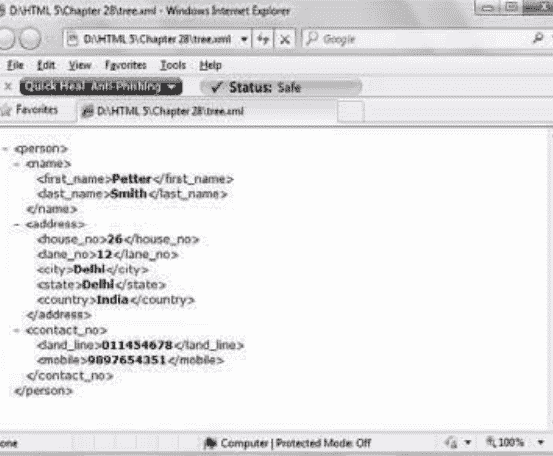 D:\HTML 5\Chapter 28\tree.xml - Windows Internet Explorer
D:\HTML 5\Chapter 28\tree.xml Google
File Edit View Favorites Tools Help
x Quick Heal Anti-Phishing Status: Safe
Favorites D:\HTML 5\Chapter 28\tree.xml
- <person>
- <name>
<first_name>Petter</first_name>
<last_name>Smith</last_name>
</name>
- <address>
<house_no>26</house_no>
<lane_no>12</lane_no>
<city>Delhi</city>
<state>Delhi</state>
<country>India</country>
</address>
- <contact_no>
<land_line>011454678</land_line>
<mobile>9897654351</mobile>
</contact_no>
</person>
one Computer | Protected Mode: Off 100%